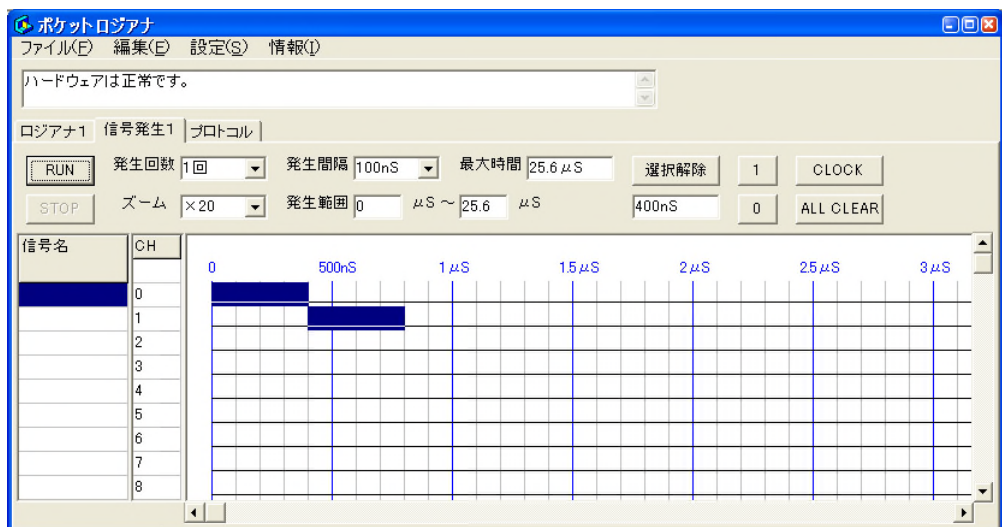 ポケットロジアナ
ファイル(F) 編集(E) 設定(S) 情報(I)
ハードウェアは正常です。
ロジアナ1 信号発生1 プロトコル
RUN 発生回数 1回 発生間隔 100nS 最大時間 25.6μS 選択解除 1 CLOCK
STOP ズーム ×20 発生範囲 0 μS ~ 25.6 μS 400nS 0 ALL CLEAR
信号名 CH
0 500nS 1μS 1.5μS 2μS 2.5μS 3μS
0
1
2
3
4
5
6
7
8